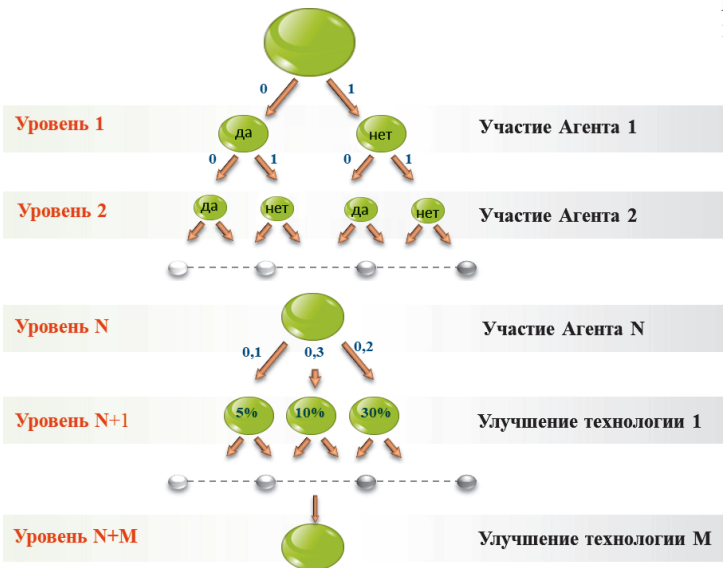 0 1
Уровень 1 да нет Участие Агента 1
0 1 0 1
Уровень 2 да нет да нет Участие Агента 2
Уровень N Участие Агента N
0,1 0,3 0,2
Уровень N+1 5% 10% 30% Улучшение технологии 1
Уровень N+M Улучшение технологии M